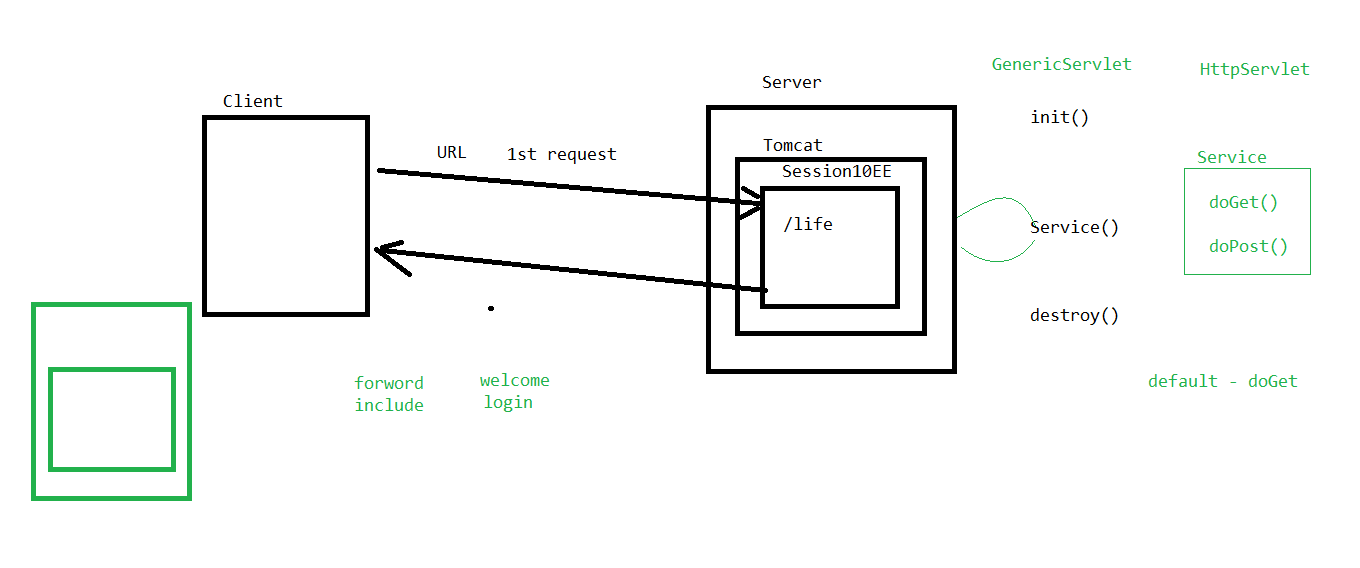 Client
URL
1st request
Server
Tomcat
Session10EE
/life
GenericServlet
init()
Service()
destroy()
HttpServlet
Service
doGet()
doPost()
default - doGet
forword
include
welcome
login